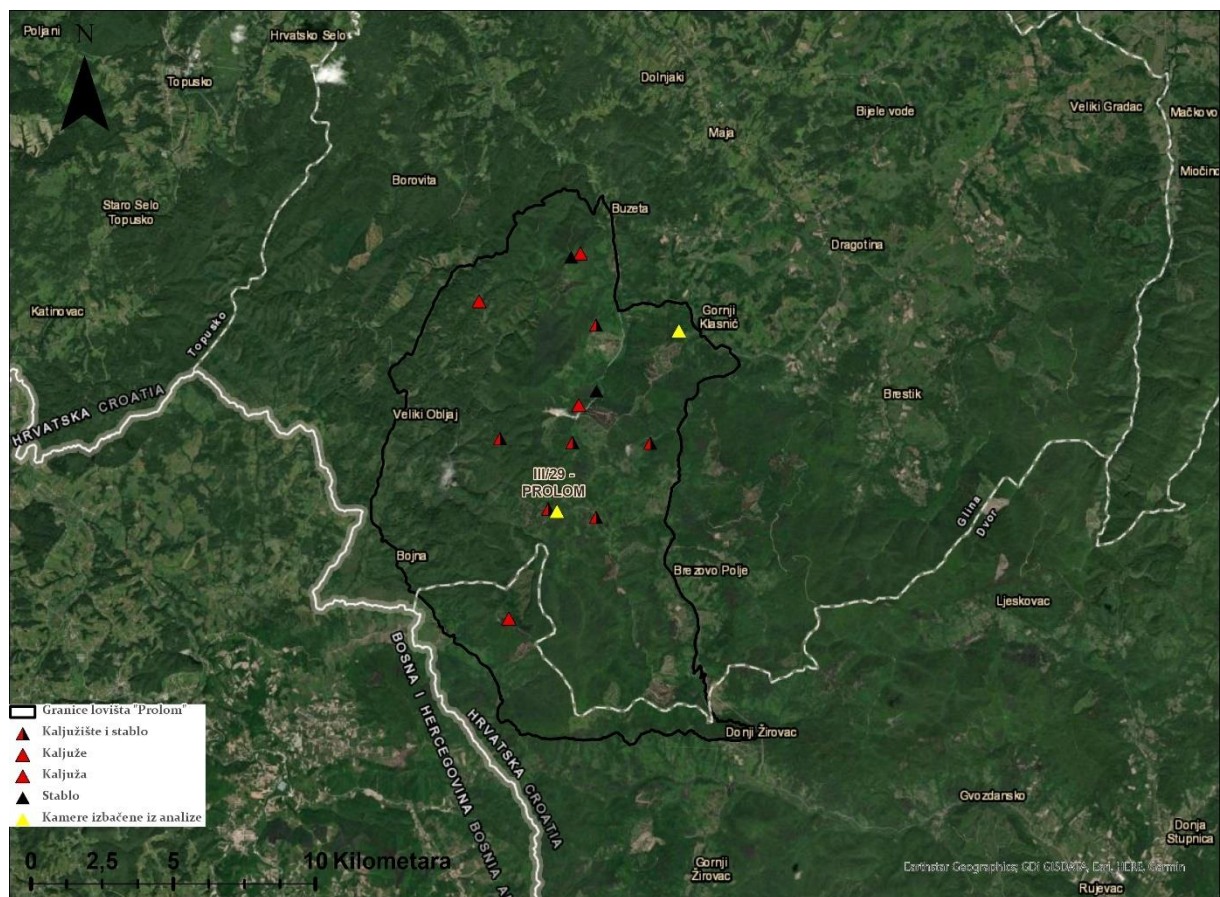 Poljani
N
Hrvatsko Selo
Topusko
Dolnjaki
Bijele vode
Veliki Gradac
Mačkovo
Maja
Miočino
Borovita
Staro Selo
Topusko
Buzeta
Dragotina
Katinovac
Gornji
Klasnić
Topusko
HRVATSKA CROATIA
Veliki Obljaj
Brestik
III/29 -
PROLOM
Glina
Dvor
Bojna
Brezovo Polje
Ljeskovac
BOSNA I HERCEGOVINA BOSNIA A
HRVATSKA CROATIA
Donji Žirovac
Granice lovišta "Prolom"
Kaljužište i stablo
Kaljuže
Kaljuža
Stablo
Kamere izbačene iz analize
Gvozdansko
Donja
Stupnica
0 2,5 5 10 Kilometara
Gornji
Žirovac
Earthstar Geographics; GDi GISDATA, Esri, HERE, Garmin
Rujevac